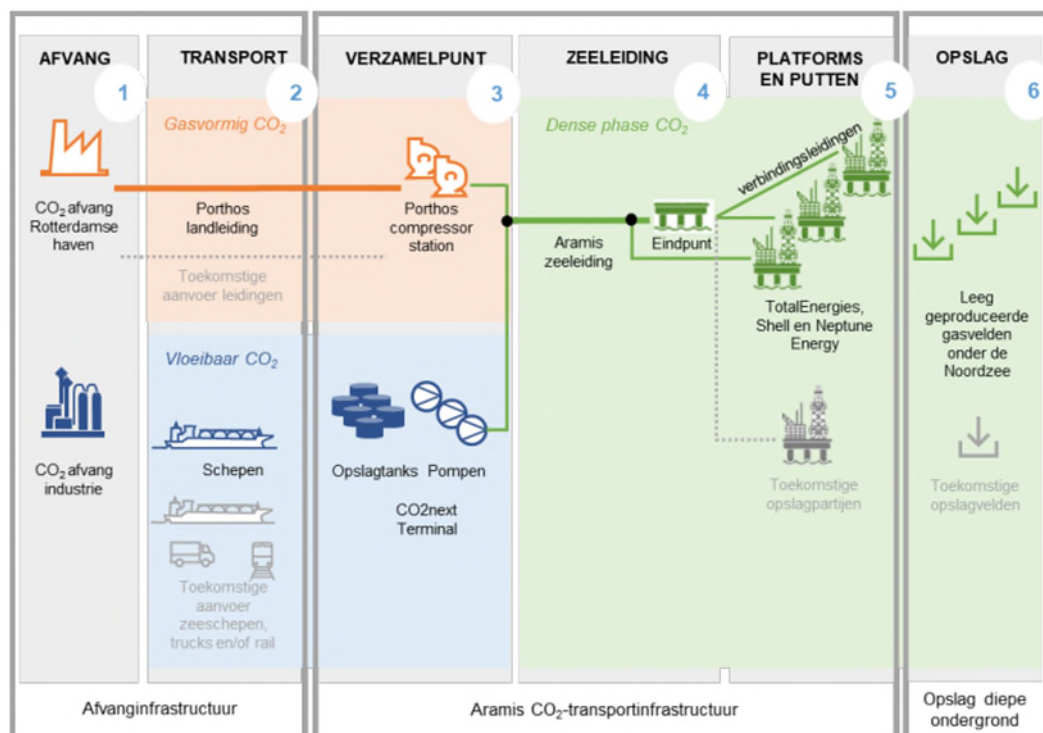 AFVANG
TRANSPORT
VERZAMELPUNT
ZEELEIDING
PLATFORMS
EN PUTTEN
OPSLAG
1
2
3
4
5
6
Gasvormig CO₂
Dense phase CO₂
verbindingsleidingen
CO₂ afvang
Rotterdamse
haven
Porthos
landleiding
Porthos
compressor
station
Aramis
zeeleiding
Eindpunt
Toekomstige
aanvoer leidingen
TotalEnergies,
Shell en Neptune
Energy
Leeg
geproduceerde
gasvelden
onder de
Noordzee
Vloeibaar CO₂
CO₂ afvang
industrie
Schepen
Opslagtanks
Pompen
CO2next
Terminal
Toekomstige
opslagpartijen
Toekomstige
opslagvelden
Toekomstige
aanvoer
zeeschepen,
trucks en/of rail
Afvanginfrastructuur
Aramis CO₂-transportinfrastructuur
Opslag diepe
ondergrond